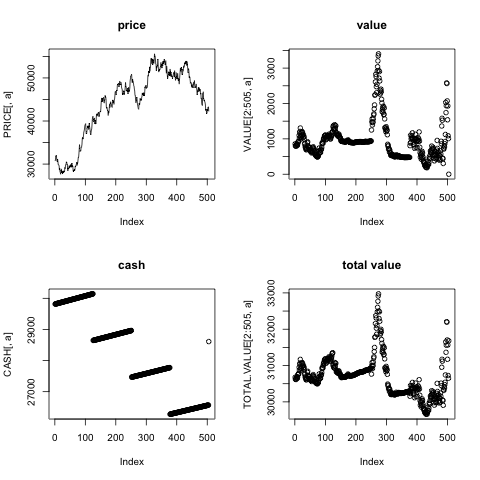 price
PRICE[, a]
30000 40000 50000
0 100 200 300 400 500
Index
value
VALUE[2:505, a]
0 1000 2000 3000
0 100 200 300 400 500
Index
cash
CASH[, a]
27000 29000
0 100 200 300 400 500
Index
total value
TOTAL.VALUE[2:505, a]
30000 31000 32000 33000
0 100 200 300 400 500
Index